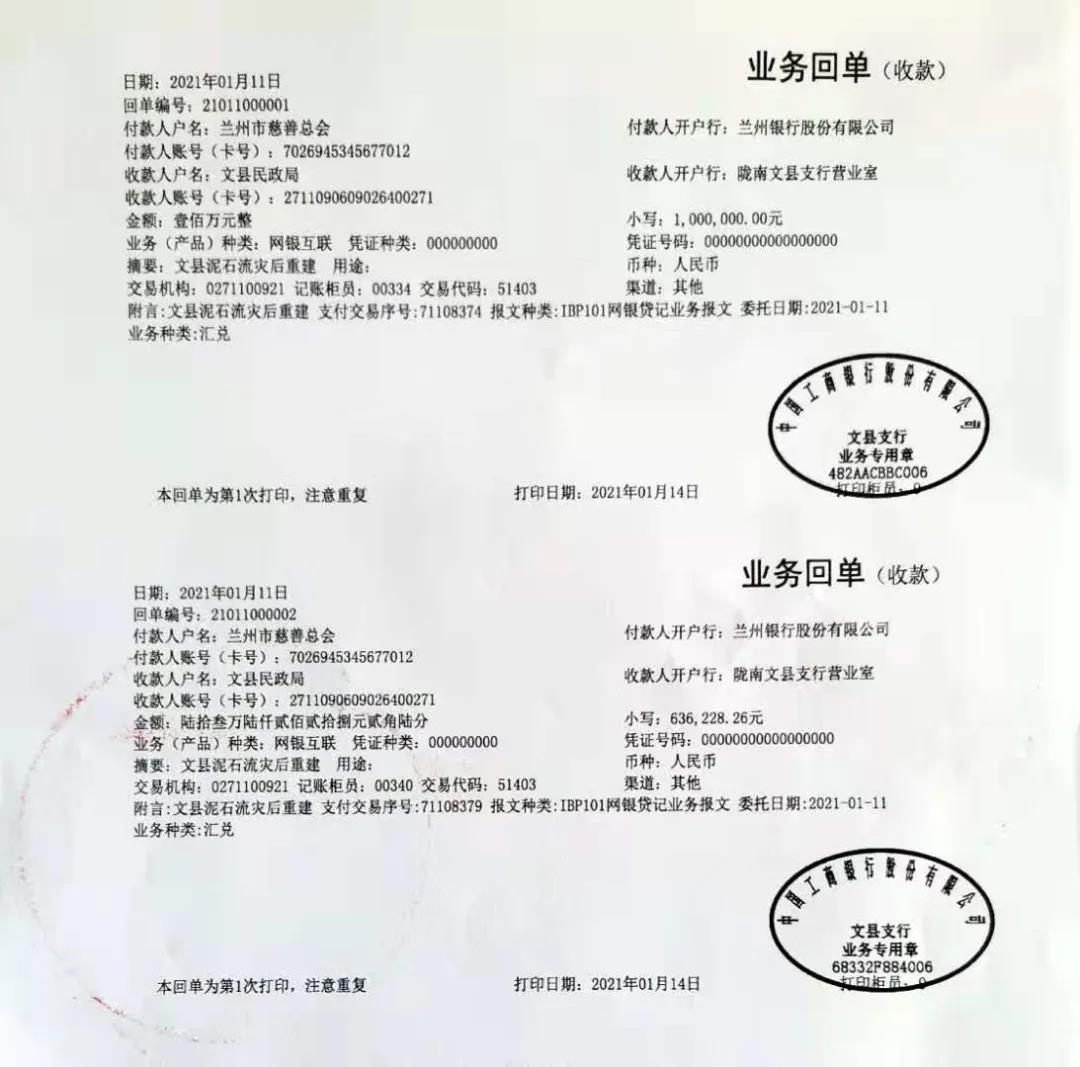 业务回单（收款）
日期：2021年01月11日
回单编号：21011000001
付款人户名：兰州市慈善总会 付款人开户行：兰州银行股份有限公司
付款人账号（卡号）：7026945345677012
收款人户名：文县民政局 收款人开户行：陇南文县支行营业室
收款人账号（卡号）：2711090609026400271
金额：壹佰万元整 小写：1,000,000.00元
业务（产品）种类：网银互联 凭证种类：000000000 凭证号码：00000000000000000
摘要：文县泥石流灾后重建 用途： 币种：人民币
交易机构：0271100921 记账柜员：00334 交易代码：51403 渠道：其他
附言:文县泥石流灾后重建 支付交易序号:71108374 报文种类:IBP101网银贷记业务报文 委托日期:2021-01-11
业务种类:汇兑
中国工商银行股份有限公司
文县支行
业务专用章
482AACBBC006
本回单为第1次打印，注意重复 打印日期：2021年01月14日 打印柜员：9
业务回单（收款）
日期：2021年01月11日
回单编号：21011000002
付款人户名：兰州市慈善总会 付款人开户行：兰州银行股份有限公司
付款人账号（卡号）：7026945345677012
收款人户名：文县民政局 收款人开户行：陇南文县支行营业室
收款人账号（卡号）：2711090609026400271
金额：陆拾叁万陆仟贰佰贰拾捌元贰角陆分 小写：636,228.26元
业务（产品）种类：网银互联 凭证种类：000000000 凭证号码：00000000000000000
摘要：文县泥石流灾后重建 用途： 币种：人民币
交易机构：0271100921 记账柜员：00340 交易代码：51403 渠道：其他
附言:文县泥石流灾后重建 支付交易序号:71108379 报文种类:IBP101网银贷记业务报文 委托日期:2021-01-11
业务种类:汇兑
中国工商银行股份有限公司
文县支行
业务专用章
68332F884006
本回单为第1次打印，注意重复 打印日期：2021年01月14日 打印柜员：9